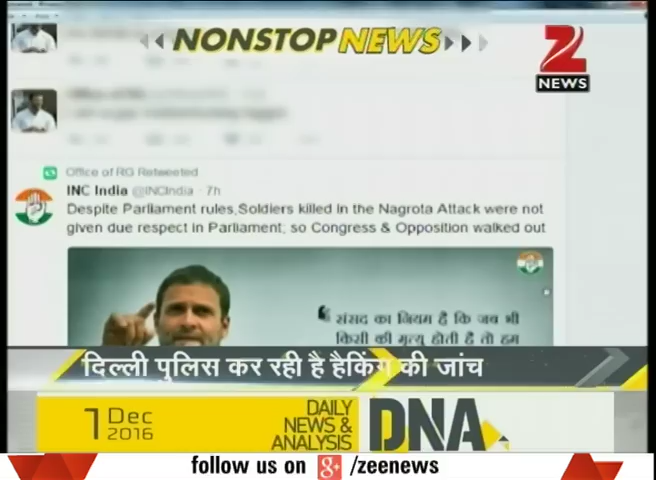 NONSTOP NEWS
Z
NEWS
Office of RG Retweeted
INC India @INCIndia · 7h
Despite Parliament rules,Soldiers killed in the Nagrota Attack were not
given due respect in Parliament, so Congress & Opposition walked out
संसद का नियम है कि जब भी
किसी की मृत्यु होती है तो हम
दिल्ली पुलिस कर रही है हैकिंग की जांच
1 Dec
2016
DAILY
NEWS &
ANALYSIS
DNA
follow us on g+ /zeenews